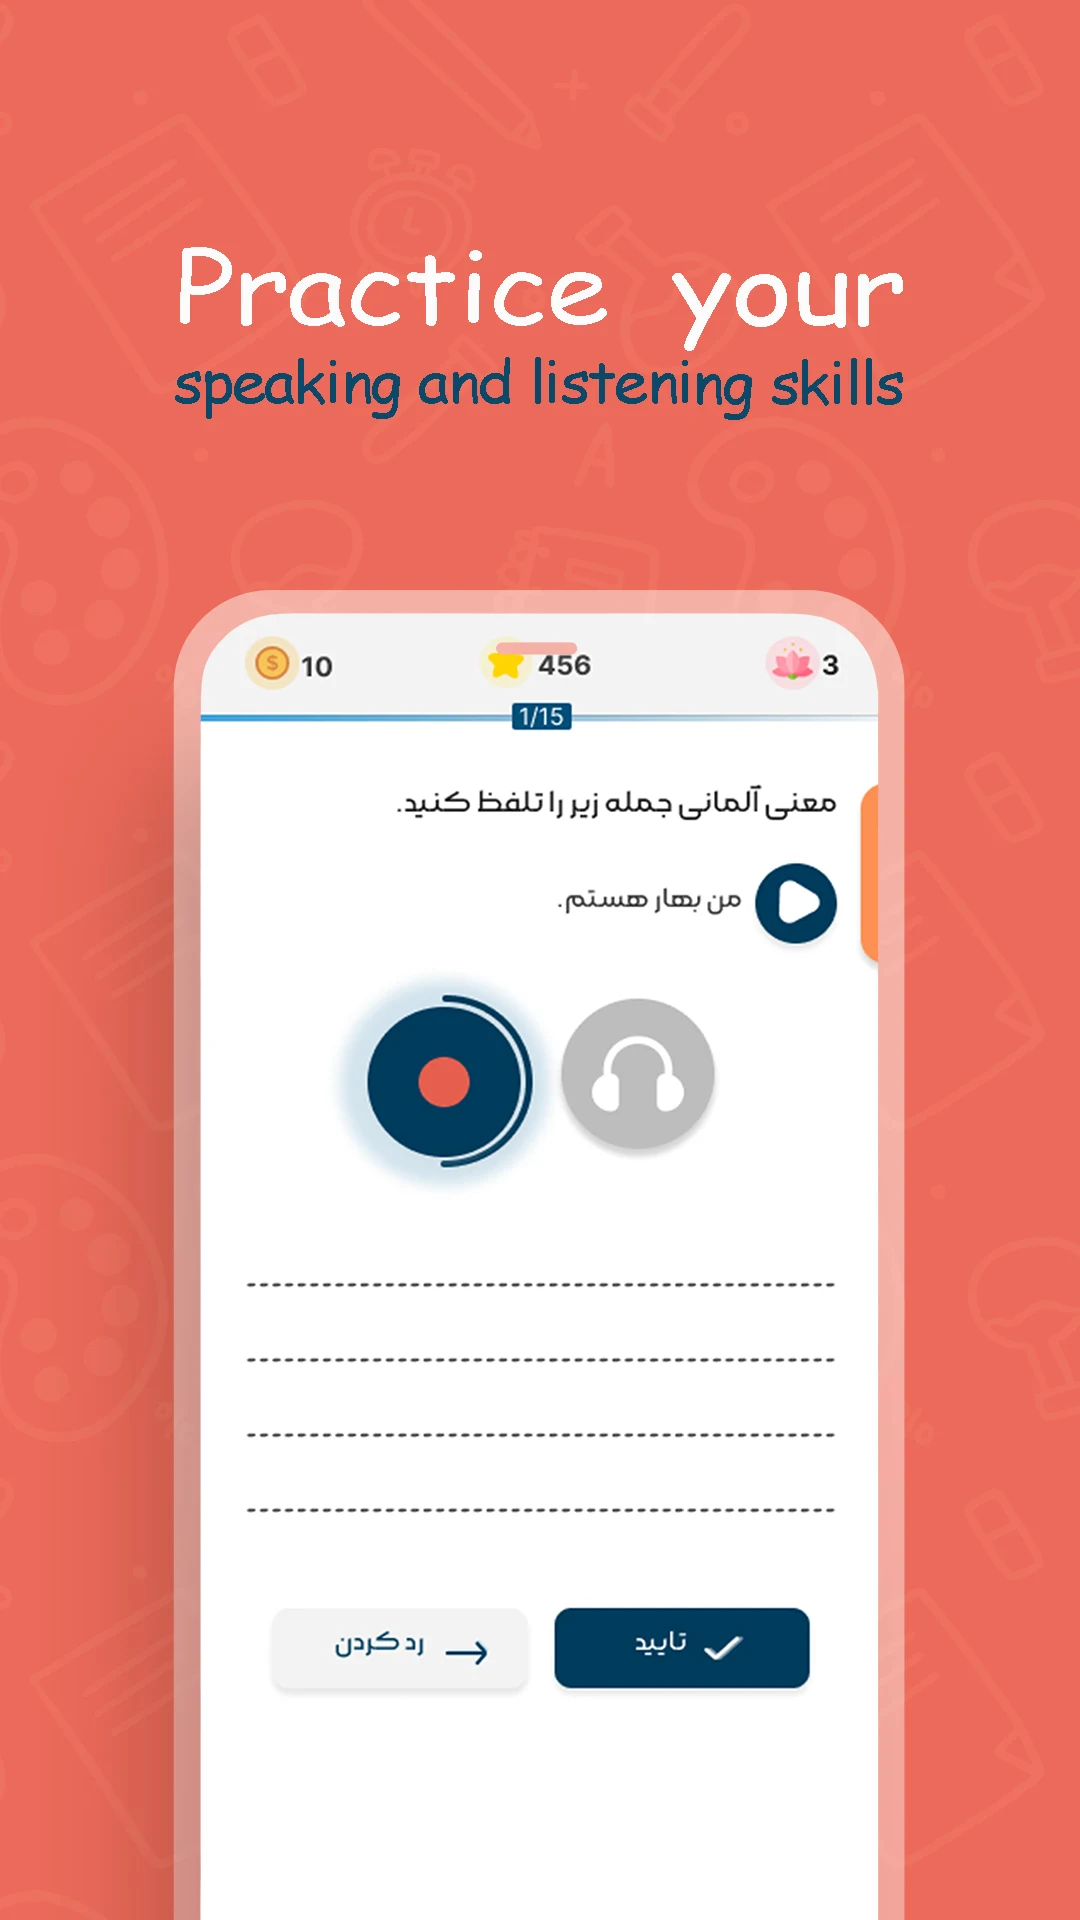 Practice your
speaking and listening skills
10
456
3
1/15
معنی آلمانی جمله زیر را تلفظ کنید.
من بهار هستم.
رد کردن
تایید